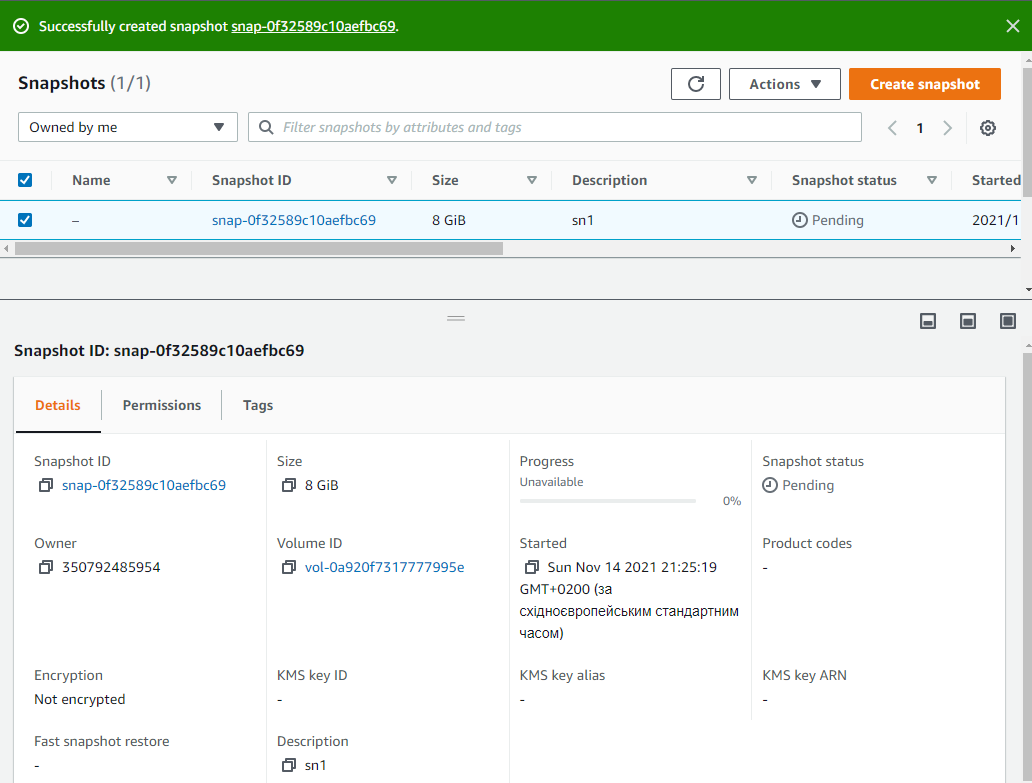 Successfully created snapshot snap-0f32589c10aefbc69.
Snapshots (1/1)
Actions
Create snapshot
Owned by me
Filter snapshots by attributes and tags
1
Name Snapshot ID Size Description Snapshot status Started
– snap-0f32589c10aefbc69 8 GiB sn1 Pending 2021/1
Snapshot ID: snap-0f32589c10aefbc69
Details Permissions Tags
Snapshot ID
snap-0f32589c10aefbc69
Size
8 GiB
Progress
Unavailable
0%
Snapshot status
Pending
Owner
350792485954
Volume ID
vol-0a920f7317777995e
Started
Sun Nov 14 2021 21:25:19
GMT+0200 (за
східноєвропейським стандартним
часом)
Product codes
-
Encryption
Not encrypted
KMS key ID
-
KMS key alias
-
KMS key ARN
-
Fast snapshot restore
-
Description
sn1